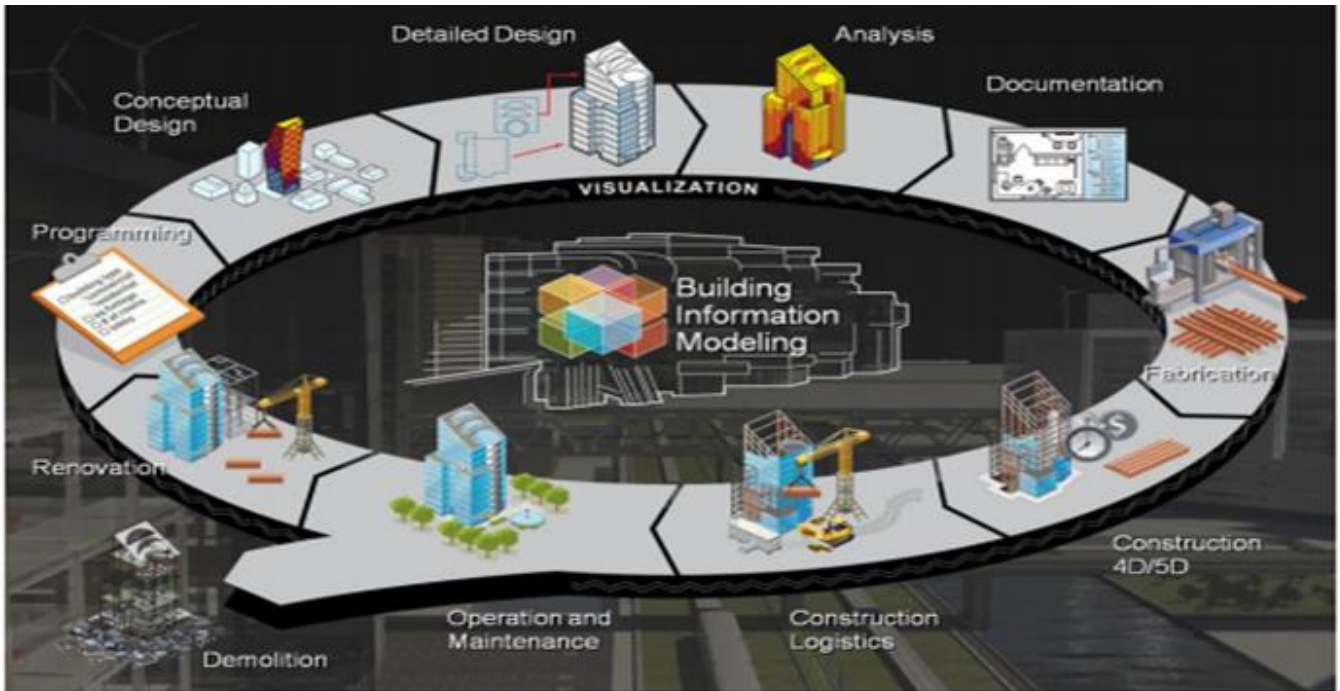 Detailed Design
Analysis
Conceptual
Design
Documentation
VISUALIZATION
Programming
Building
Information
Modeling
Fabrication
Renovation
Construction
4D/5D
Operation and
Maintenance
Construction
Logistics
Demolition
$